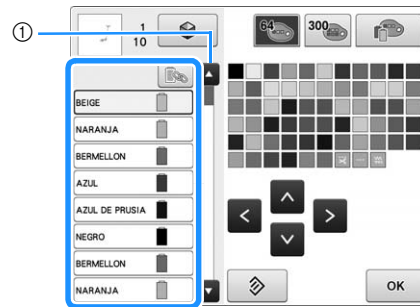 ①
1
10
64
300
BEIGE
NARANJA
BERMELLON
AZUL
AZUL DE PRUSIA
NEGRO
BERMELLON
NARANJA
OK